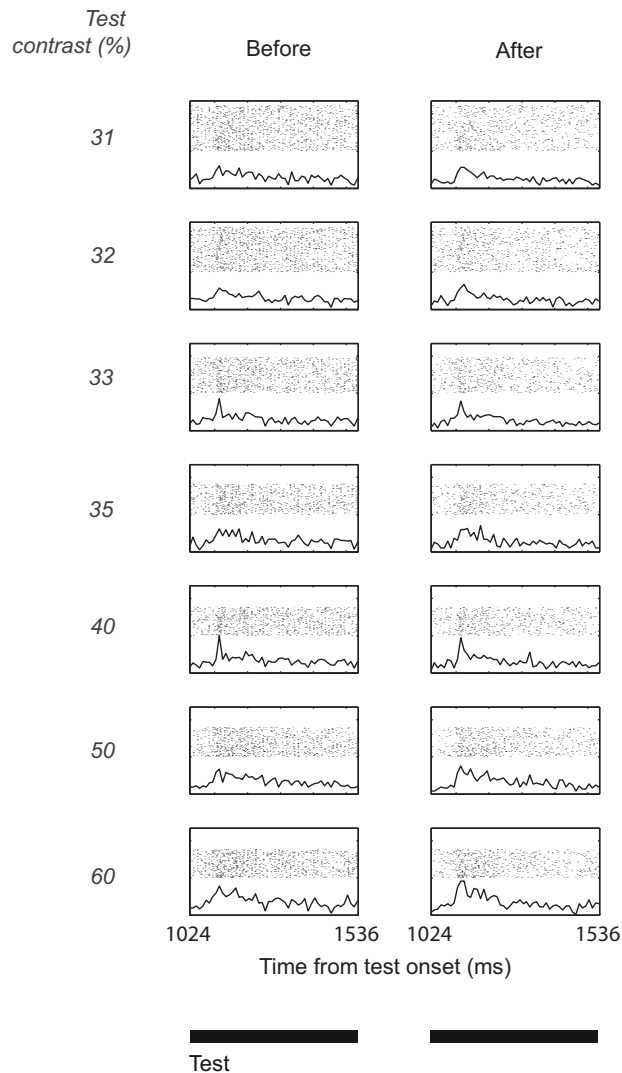 Test
contrast (%)
Before
After
31
32
33
35
40
50
60
1024
1536
1024
1536
Time from test onset (ms)
Test